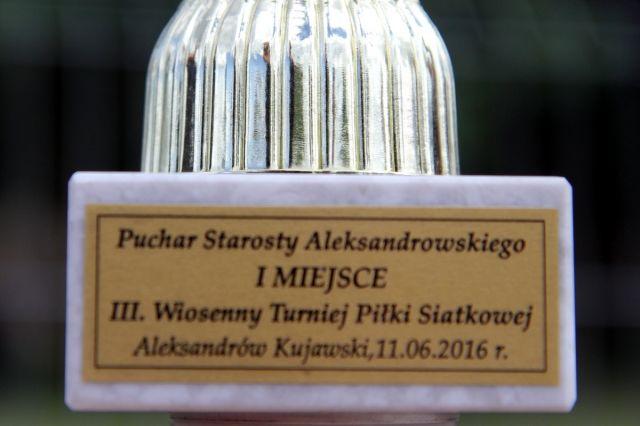 Puchar Starosty Aleksandrowskiego
I MIEJSCE
III. Wiosenny Turniej Piłki Siatkowej
Aleksandrów Kujawski,11.06.2016 r.